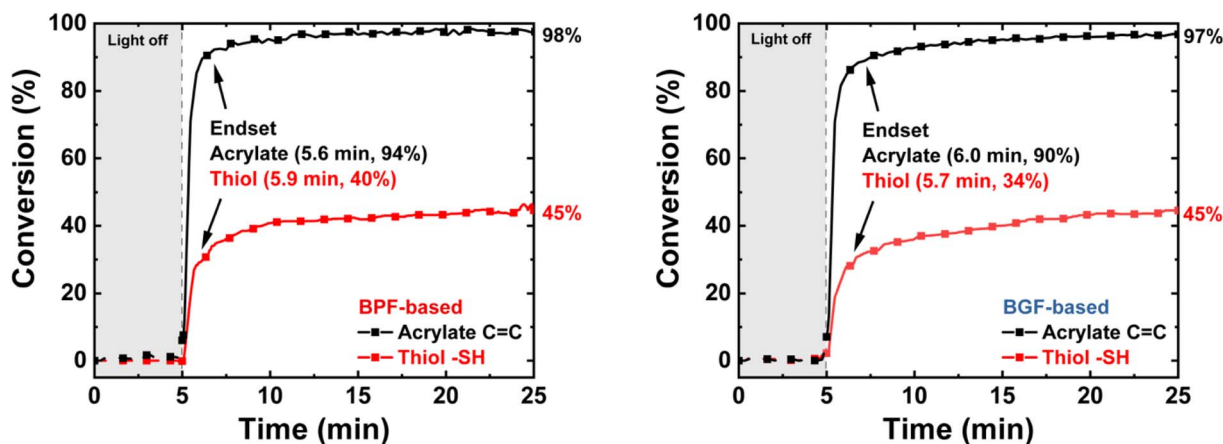 Conversion (%)
100
80
60
40
20
0
Light off
98%
Endset
Acrylate (5.6 min, 94%)
Thiol (5.9 min, 40%)
45%
BPF-based
Acrylate C=C
Thiol -SH
0
5
10
15
20
25
Time (min)
Conversion (%)
100
80
60
40
20
0
Light off
97%
Endset
Acrylate (6.0 min, 90%)
Thiol (5.7 min, 34%)
45%
BGF-based
Acrylate C=C
Thiol -SH
0
5
10
15
20
25
Time (min)